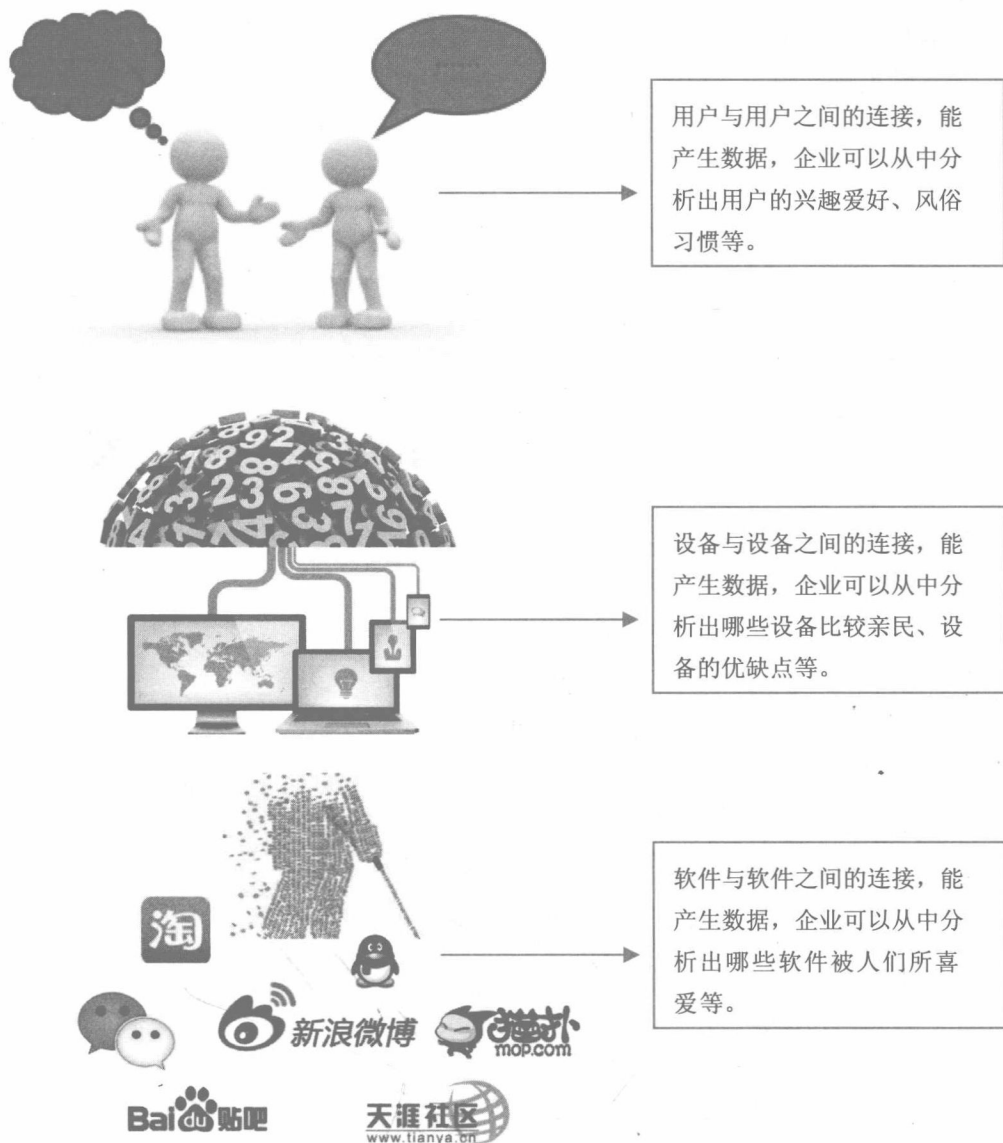 用户与用户之间的连接，能
产生数据，企业可以从中分
析出用户的兴趣爱好、风俗
习惯等。
设备与设备之间的连接，能
产生数据，企业可以从中分
析出哪些设备比较亲民、设
备的优缺点等。
淘
软件与软件之间的连接，能
产生数据，企业可以从中分
析出哪些软件被人们所喜
爱等。
新浪微博
猫扑
mop.com
Bai du 贴吧
天涯社区
www.tianya.cn